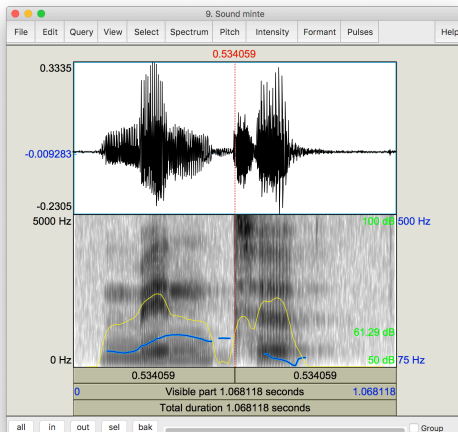 9. Sound minte
File Edit Query View Select Spectrum Pitch Intensity Formant Pulses Help
0.534059
0.3335
-0.009283
-0.2305
5000 Hz 100 dB 500 Hz
61.29 dB
0 Hz 50 dB 75 Hz
0.534059 0.534059
0 Visible part 1.068118 seconds 1.068118
Total duration 1.068118 seconds
all in out sel bak Group